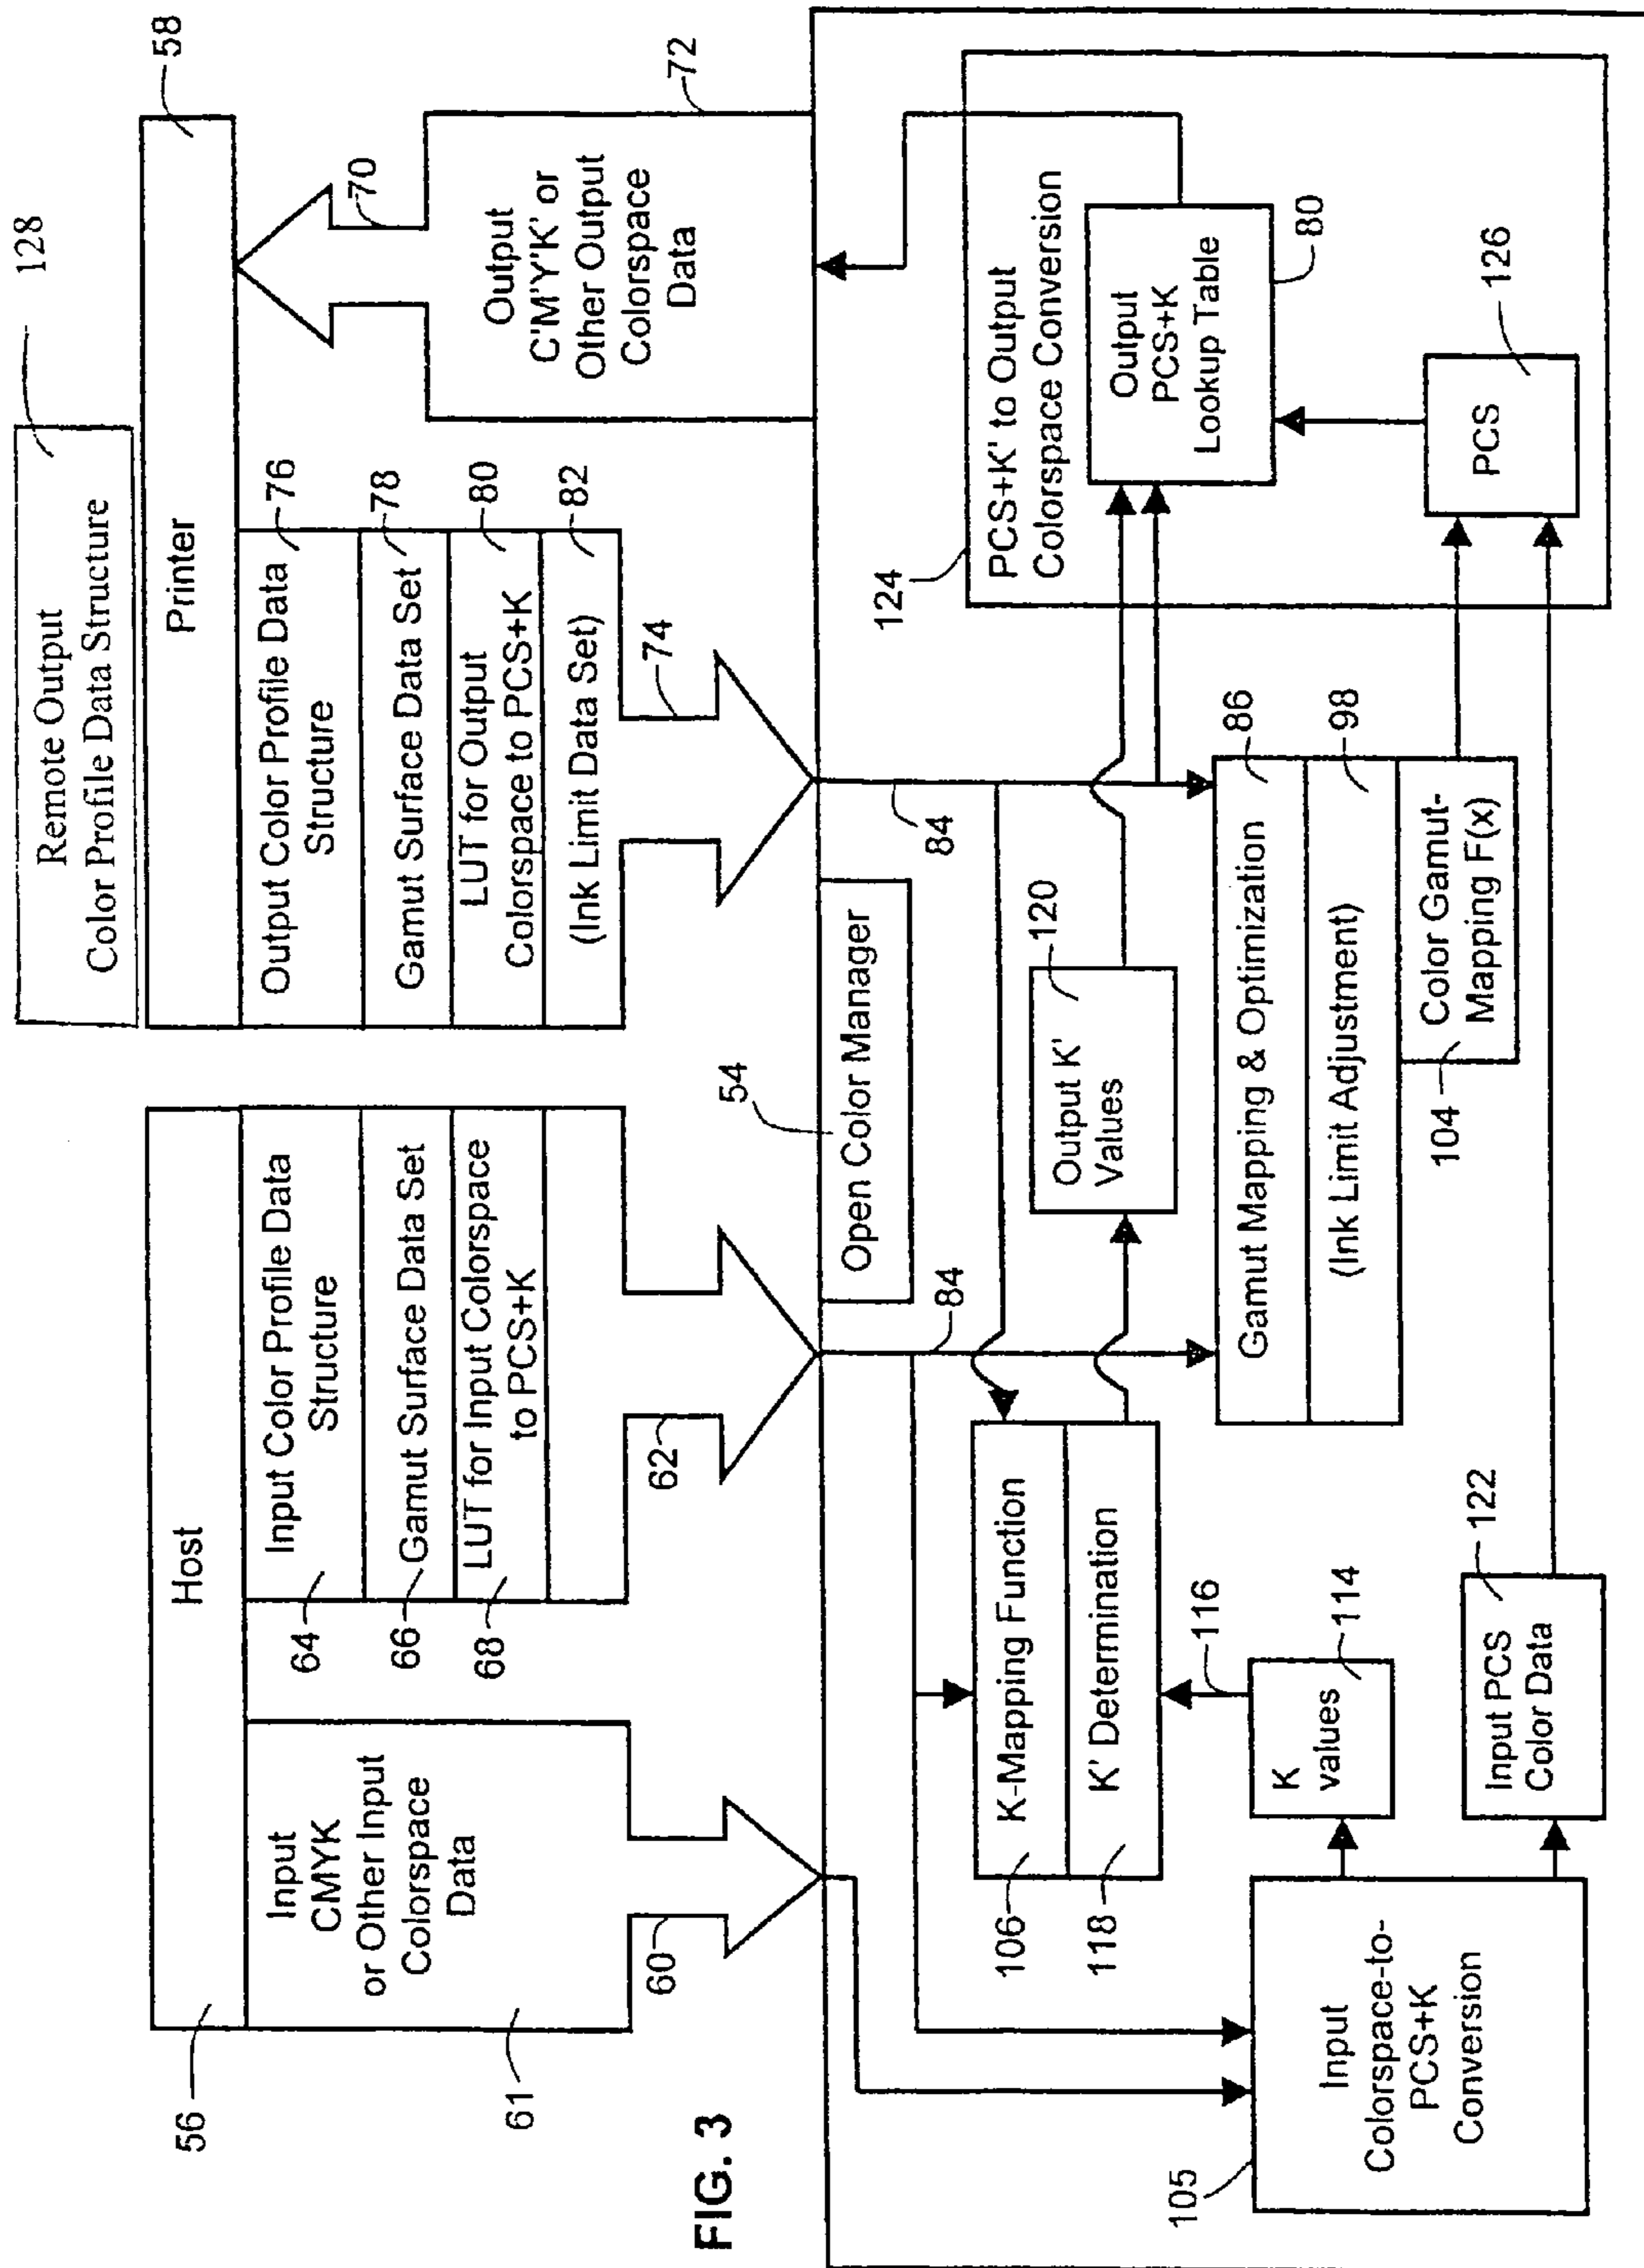 FIG. 3
56
Host
61
Input
CMYK
or Other Input
Colorspace
Data
60
64
Input Color Profile Data
Structure
66
Gamut Surface Data Set
68
LUT for Input Colorspace
to PCS+K
62
Remote Output
Color Profile Data Structure
128
Printer
58
Output Color Profile Data
Structure
76
Gamut Surface Data Set
78
LUT for Output
Colorspace to PCS+K
80
(Ink Limit Data Set)
82
74
70
Output
C'M'Y'K' or
Other Output
Colorspace
Data
72
54
Open Color Manager
84
84
105
Input
Colorspace-to-
PCS+K
Conversion
106
K-Mapping Function
118
K' Determination
116
K
values
114
Input PCS
Color Data
122
Output K'
Values
120
Gamut Mapping & Optimization
86
(Ink Limit Adjustment)
98
104
Color Gamut-
Mapping F(x)
124
PCS+K' to Output
Colorspace Conversion
Output
PCS+K
Lookup Table
80
PCS
126